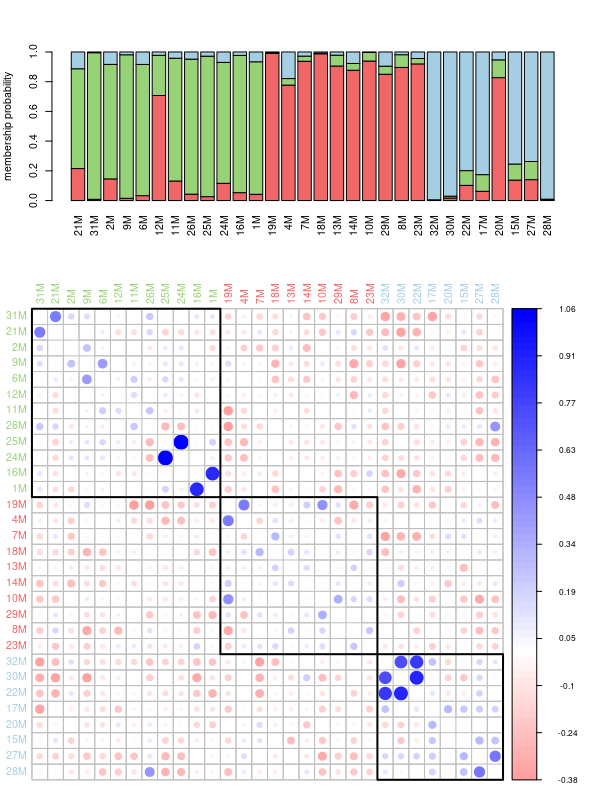 membership probability
1.0
0.8
0.6
0.4
0.2
0.0
21M 31M 2M 9M 6M 12M 11M 26M 25M 24M 16M 1M 19M 4M 7M 18M 13M 14M 10M 29M 8M 23M 32M 30M 22M 17M 20M 15M 27M 28M
31M 21M 2M 9M 6M 12M 11M 26M 25M 24M 16M 1M 19M 4M 7M 18M 13M 14M 10M 29M 8M 23M 32M 30M 22M 17M 20M 15M 27M 28M
31M
21M
2M
9M
6M
12M
11M
26M
25M
24M
16M
1M
19M
4M
7M
18M
13M
14M
10M
29M
8M
23M
32M
30M
22M
17M
20M
15M
27M
28M
1.06
0.91
0.77
0.63
0.48
0.34
0.19
0.05
-0.1
-0.24
-0.38